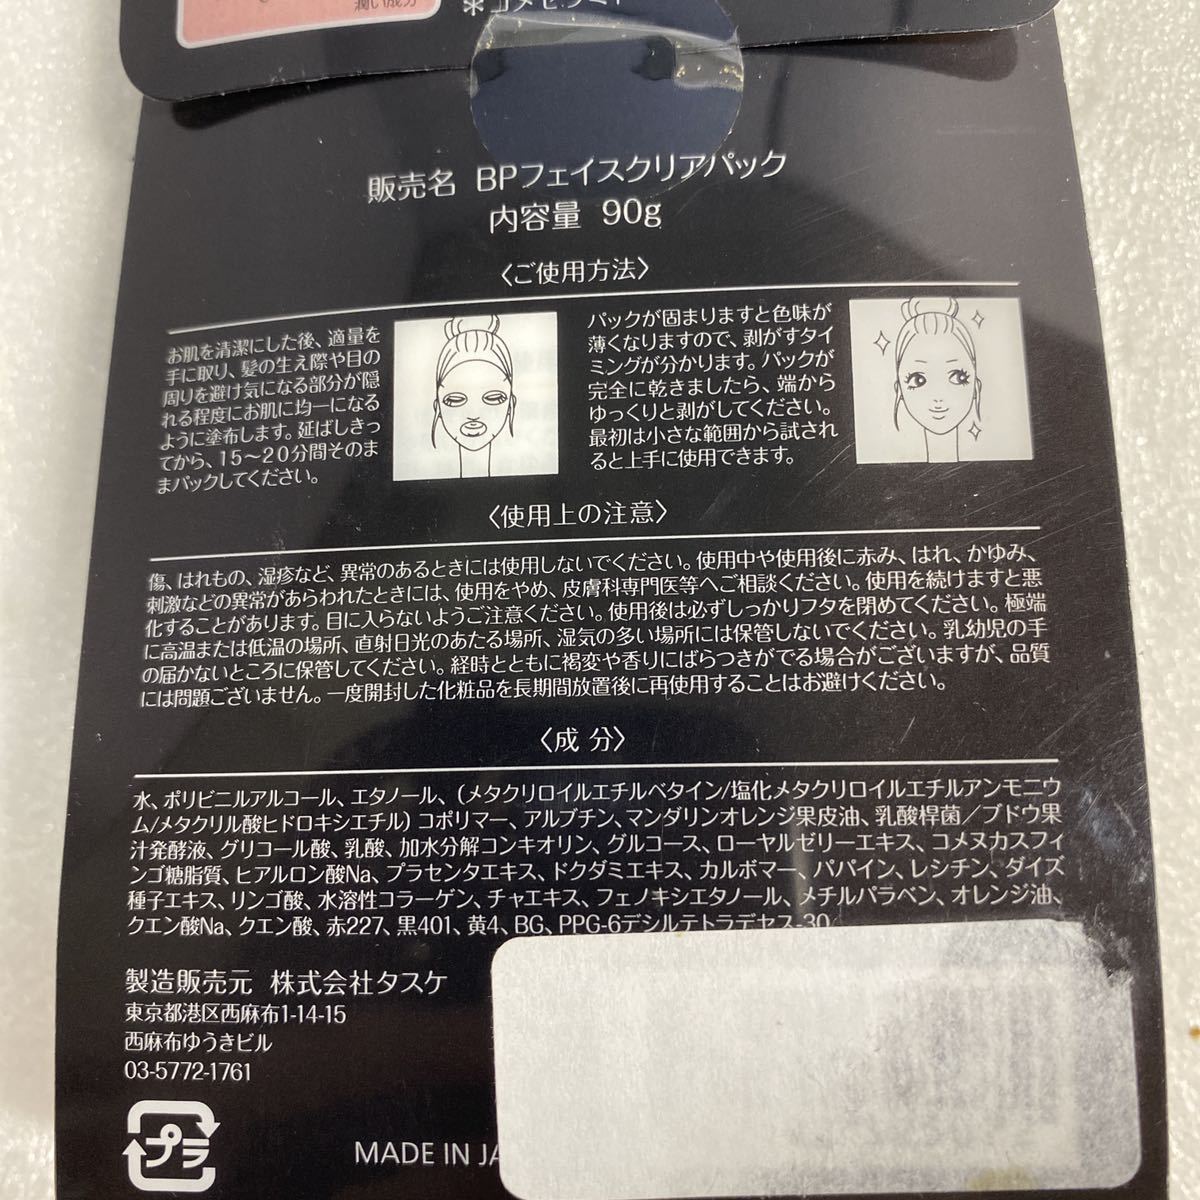 潤い成分
販売名 BPフェイスクリアパック
内容量 90g
〈ご使用方法〉
お肌を清潔にした後、適量を
手に取り、髪の生え際や目の
周りを避け気になる部分が隠
れる程度にお肌に均一になる
ように塗布します。延ばしきっ
てから、15〜20分間そのま
まパックしてください。
パックが固まりますと色味が
薄くなりますので、剥がすタイ
ミングが分かります。パックが
完全に乾きましたら、端から
ゆっくりと剥がしてください。
最初は小さな範囲から試され
ると上手に使用できます。
〈使用上の注意〉
傷、はれもの、湿疹など、異常のあるときには使用しないでください。使用中や使用後に赤み、はれ、かゆみ、
刺激などの異常があらわれたときには、使用をやめ、皮膚科専門医等へご相談ください。使用を続けますと悪
化することがあります。目に入らないようご注意ください。使用後は必ずしっかりフタを閉めてください。極端
に高温または低温の場所、直射日光のあたる場所、湿気の多い場所には保管しないでください。乳幼児の手
の届かないところに保管してください。経時とともに褐変や香りにばらつきがでる場合がございますが、品質
には問題ございません。一度開封した化粧品を長期間放置後に再使用することはお避けください。
〈成 分〉
水、ポリビニルアルコール、エタノール、（メタクリロイルエチルベタイン/塩化メタクリロイルエチルアンモニウ
ム/メタクリル酸ヒドロキシエチル）コポリマー、アルブチン、マンダリンオレンジ果皮油、乳酸桿菌／ブドウ果
汁発酵液、グリコール酸、乳酸、加水分解コンキオリン、グルコース、ローヤルゼリーエキス、コメヌカスフィ
ンゴ糖脂質、ヒアルロン酸Na、プラセンタエキス、ドクダミエキス、カルボマー、パパイン、レシチン、ダイズ
種子エキス、リンゴ酸、水溶性コラーゲン、チャエキス、フェノキシエタノール、メチルパラベン、オレンジ油、
クエン酸Na、クエン酸、赤227、黒401、黄4、BG、PPG-6デシルテトラデセス-30
製造販売元 株式会社タスケ
東京都港区西麻布1-14-15
西麻布ゆうきビル
03-5772-1761
プラ
MADE IN JA